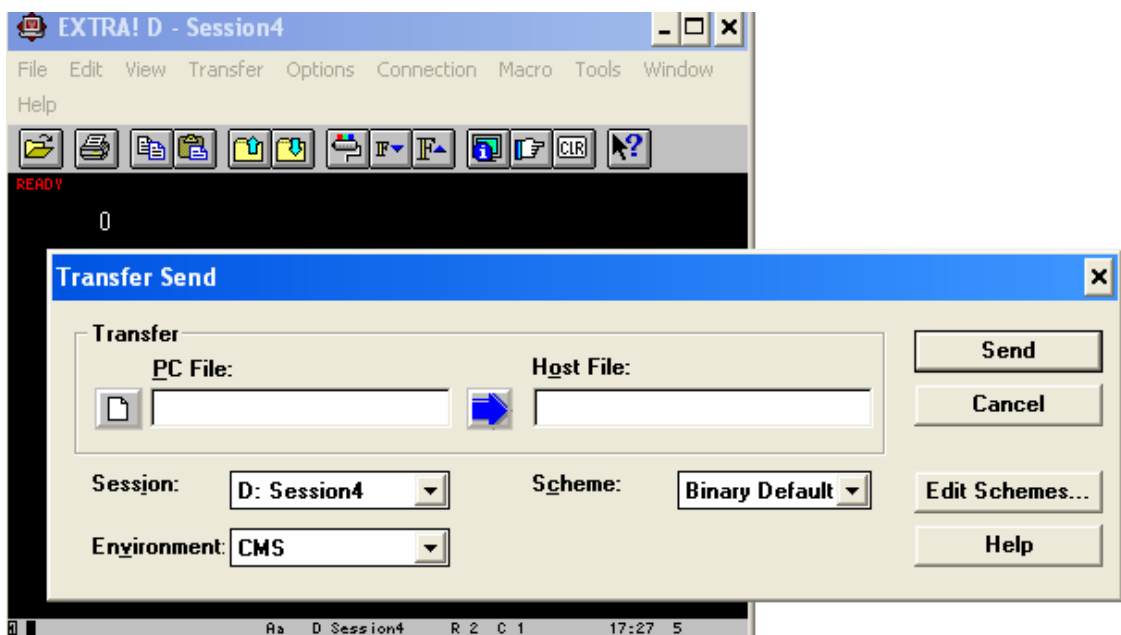 EXTRA! D - Session4
File Edit View Transfer Options Connection Macro Tools Window
Help
F F CLR ?
READY
0
Transfer Send
Transfer
PC File:
Host File:
Send
Cancel
Session: D: Session4
Scheme: Binary Default
Edit Schemes...
Environment: CMS
Help
Aa D Session4 R 2 C 1 17:27 5